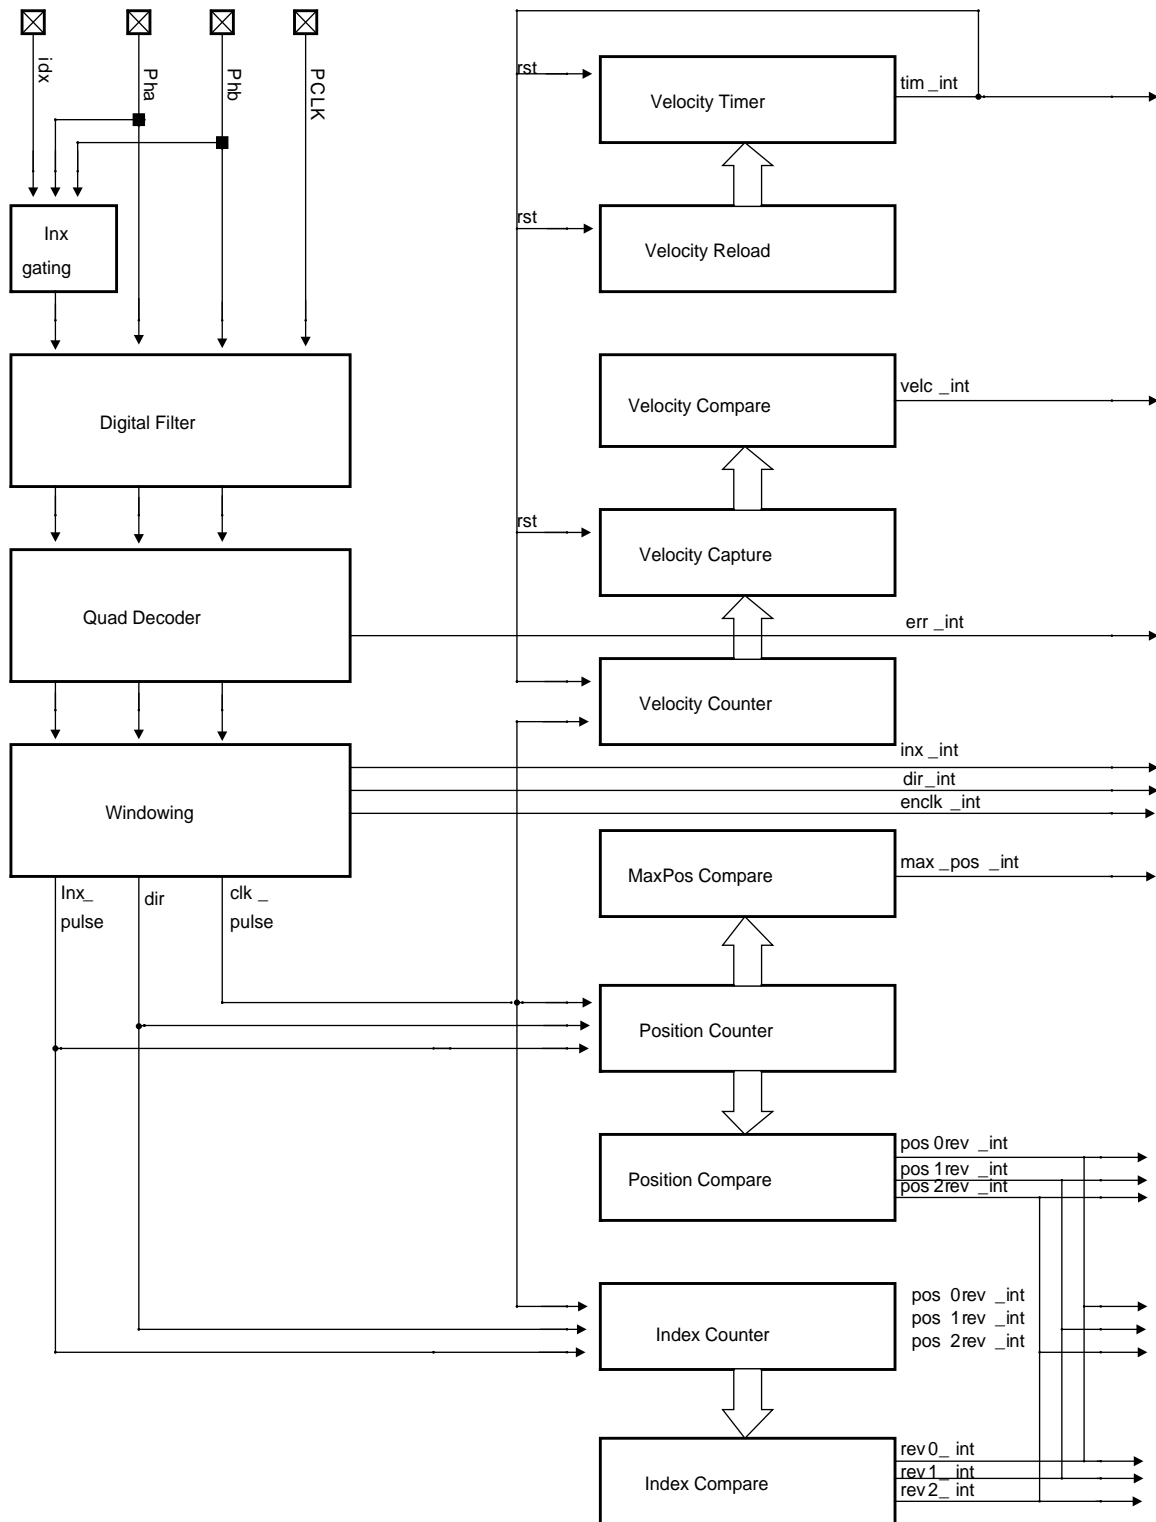 idx
Pha
Phb
PCLK
rst
Velocity Timer
tim _int
Inx
gating
rst
Velocity Reload
Digital Filter
Velocity Compare
velc _int
rst
Velocity Capture
Quad Decoder
err _int
Velocity Counter
Windowing
inx _int
dir_int
enclk _int
MaxPos Compare
max _pos _int
Inx_
pulse
dir
clk _
pulse
Position Counter
Position Compare
pos 0rev _int
pos 1rev _int
pos 2rev _int
Index Counter
pos 0rev _int
pos 1rev _int
pos 2rev _int
Index Compare
rev0_ int
rev1_ int
rev2_ int